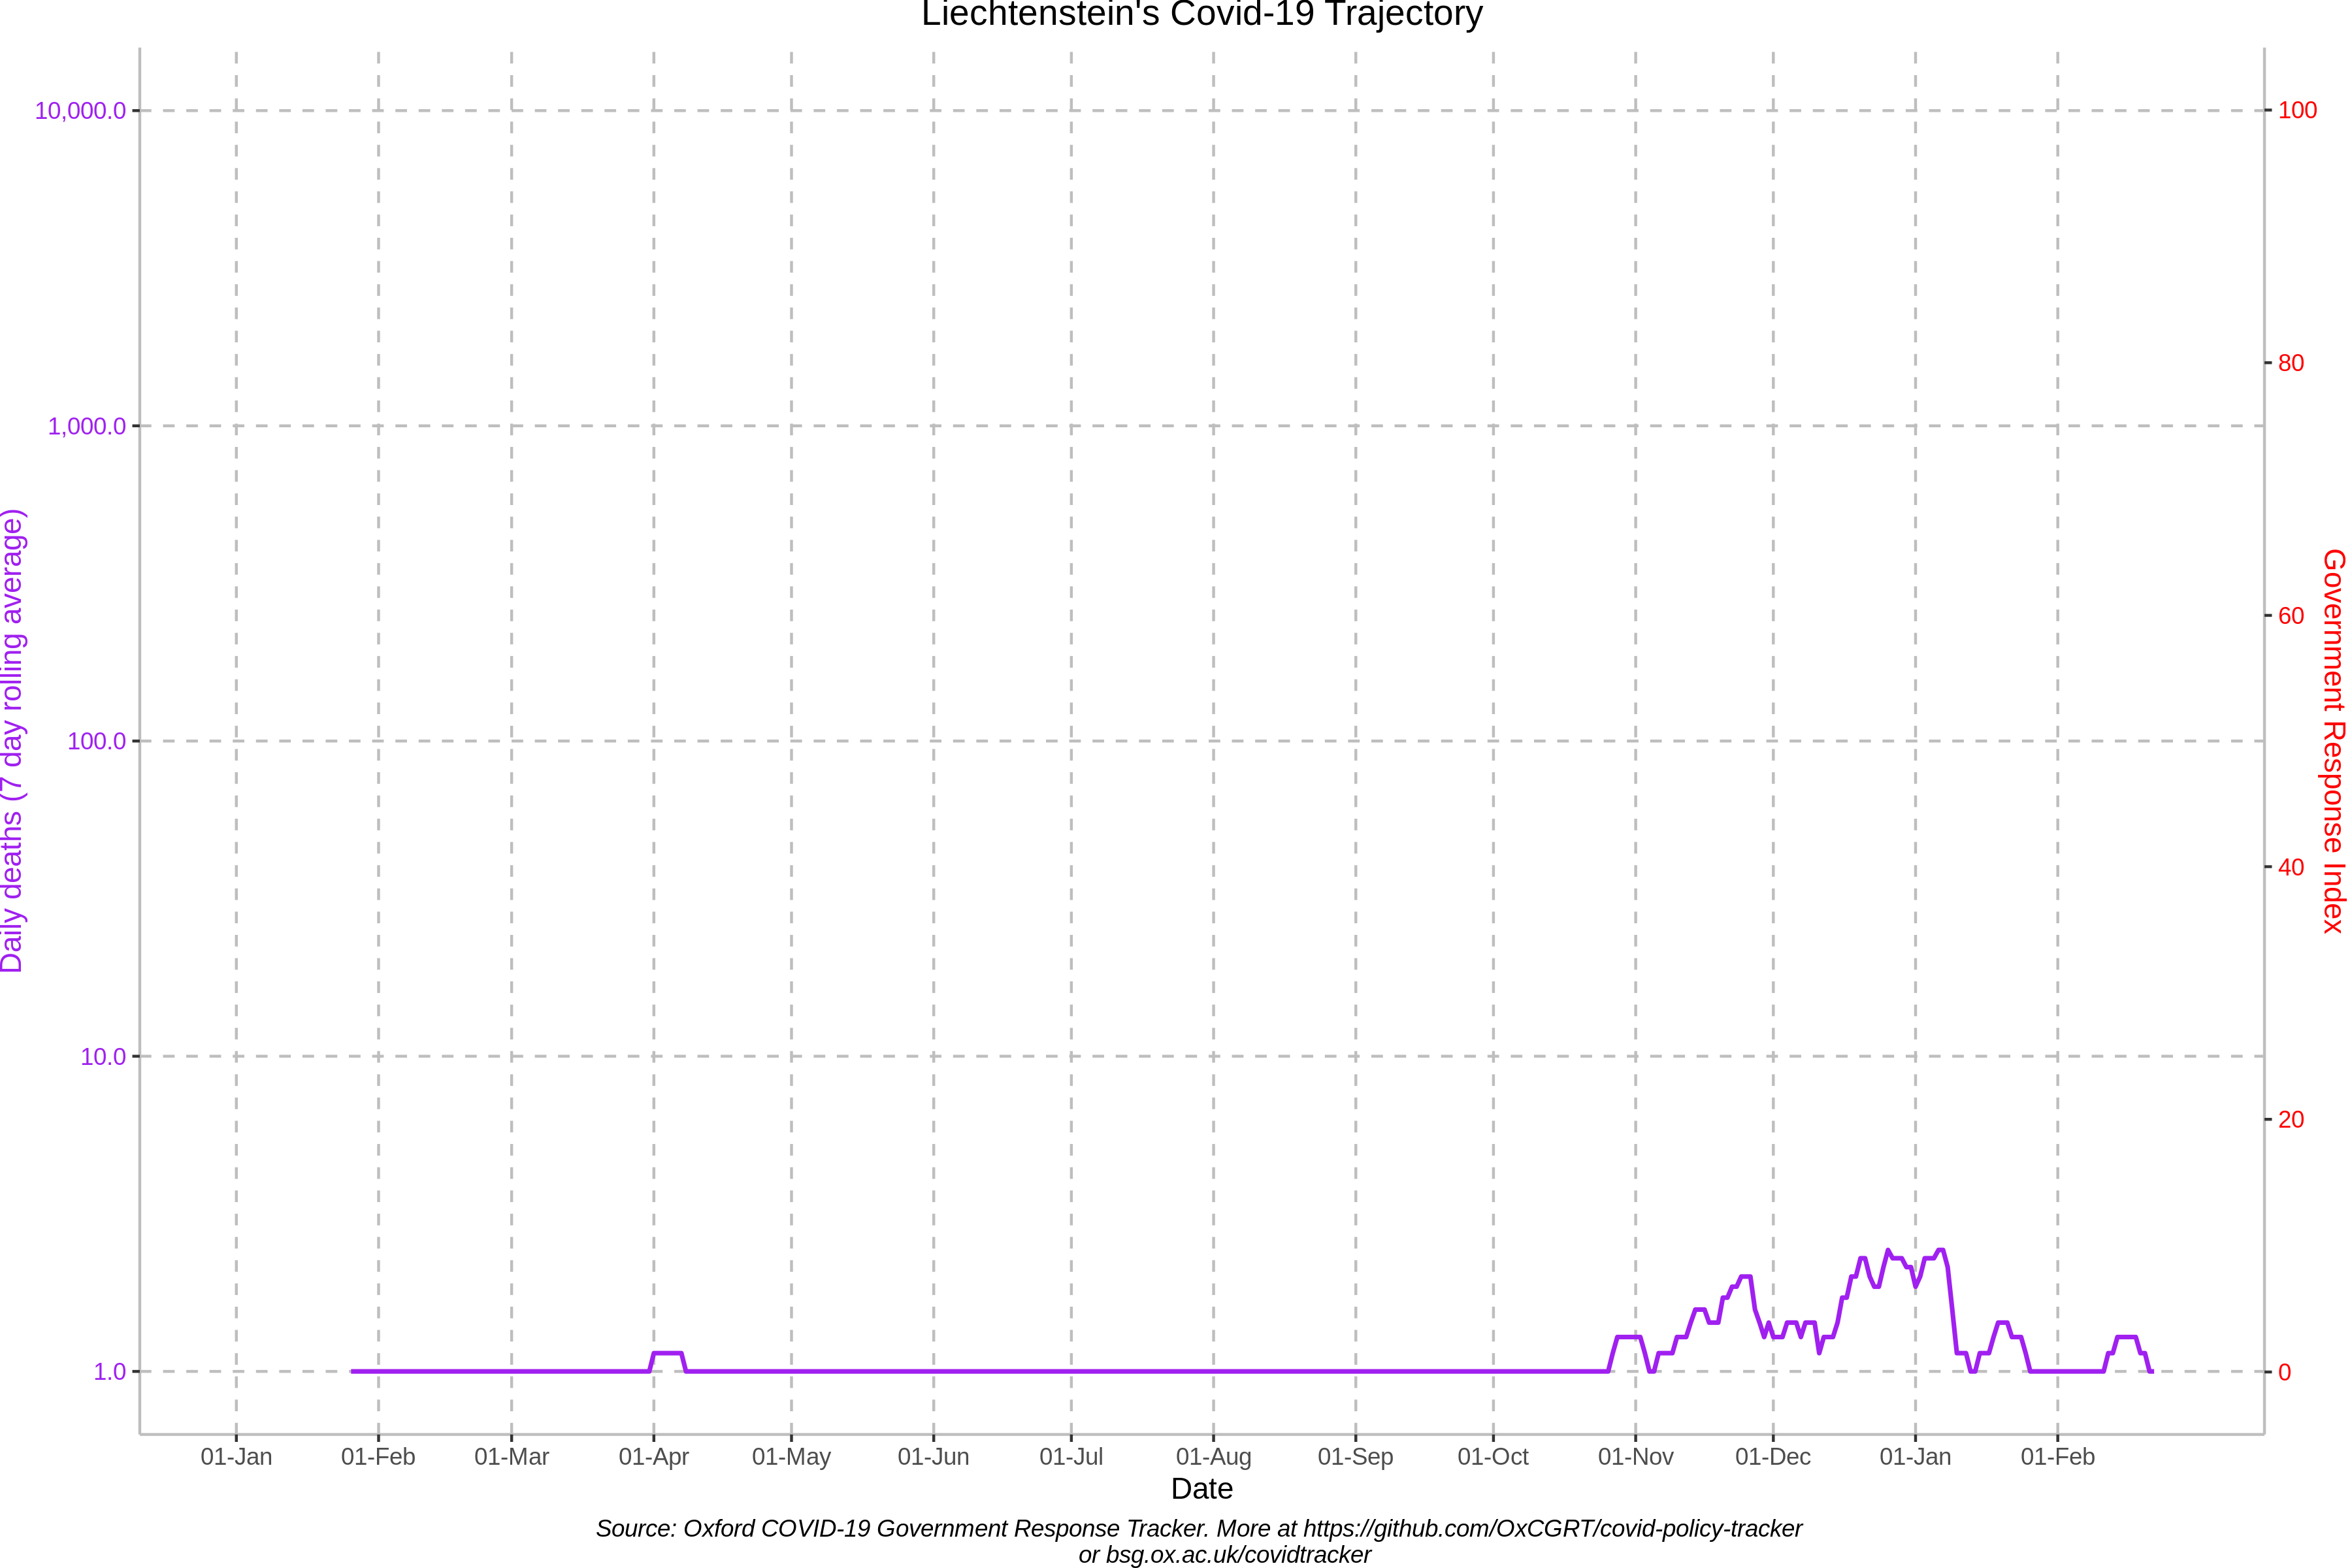 Liechtenstein's Covid-19 Trajectory
Daily deaths (7 day rolling average)
10,000.0
1,000.0
100.0
10.0
1.0
100
80
60
40
20
0
Government Response Index
01-Jan 01-Feb 01-Mar 01-Apr 01-May 01-Jun 01-Jul 01-Aug 01-Sep 01-Oct 01-Nov 01-Dec 01-Jan 01-Feb
Date
Source: Oxford COVID-19 Government Response Tracker. More at https://github.com/OxCGRT/covid-policy-tracker
or bsg.ox.ac.uk/covidtracker